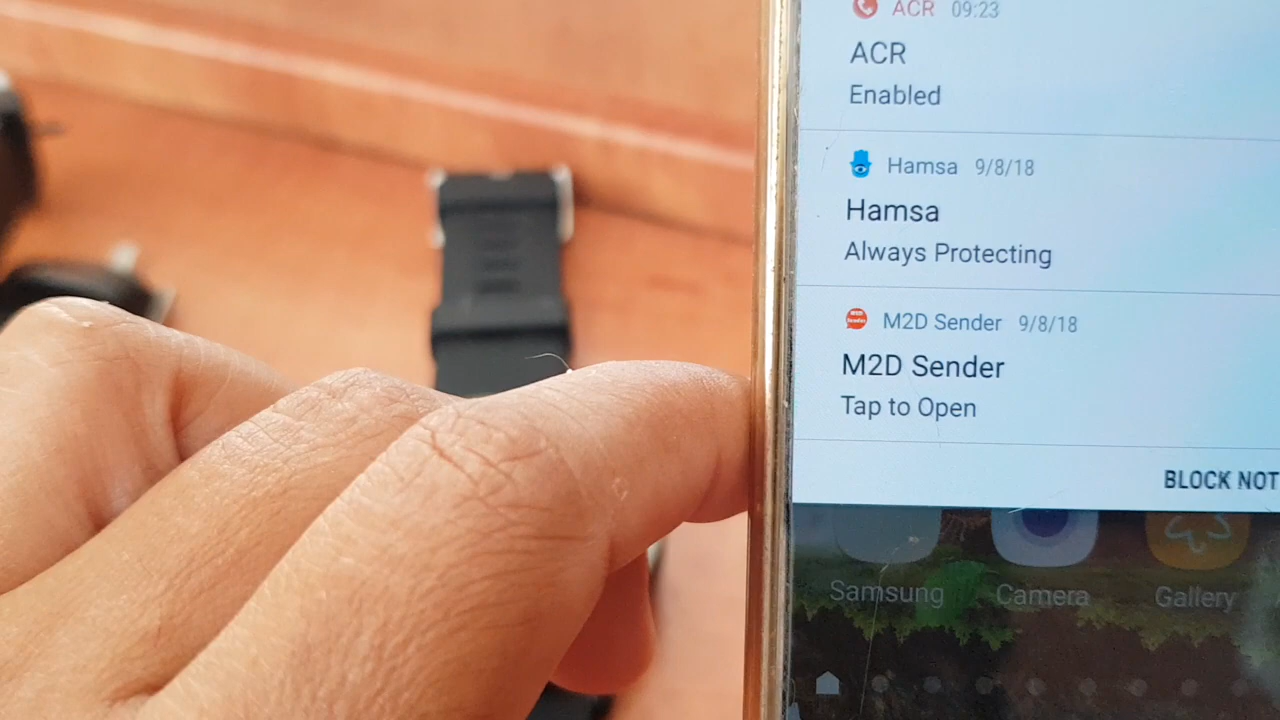 ACR 09:23
ACR
Enabled
Hamsa 9/8/18
Hamsa
Always Protecting
M2D Sender 9/8/18
M2D Sender
Tap to Open
BLOCK NOT
Samsung Camera Gallery